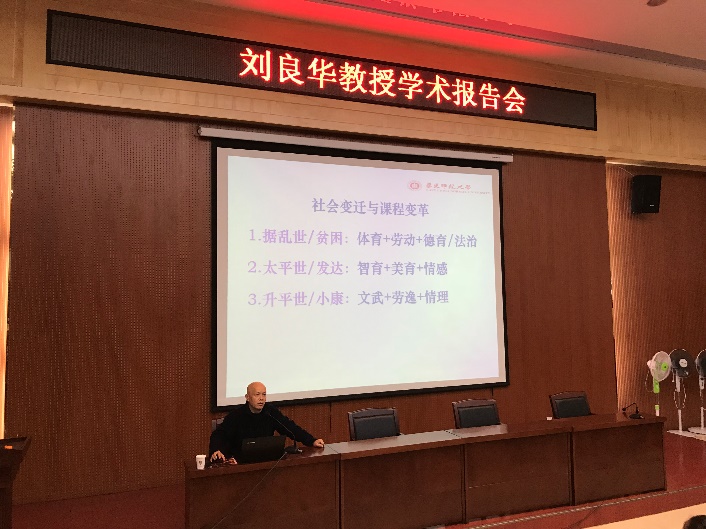 刘良华教授学术报告会
社会变迁与课程变革
1.据乱世/贫困：体育+劳动+德育/法治
2.太平世/发达：智育+美育+情感
3.升平世/小康：文武+劳逸+情理